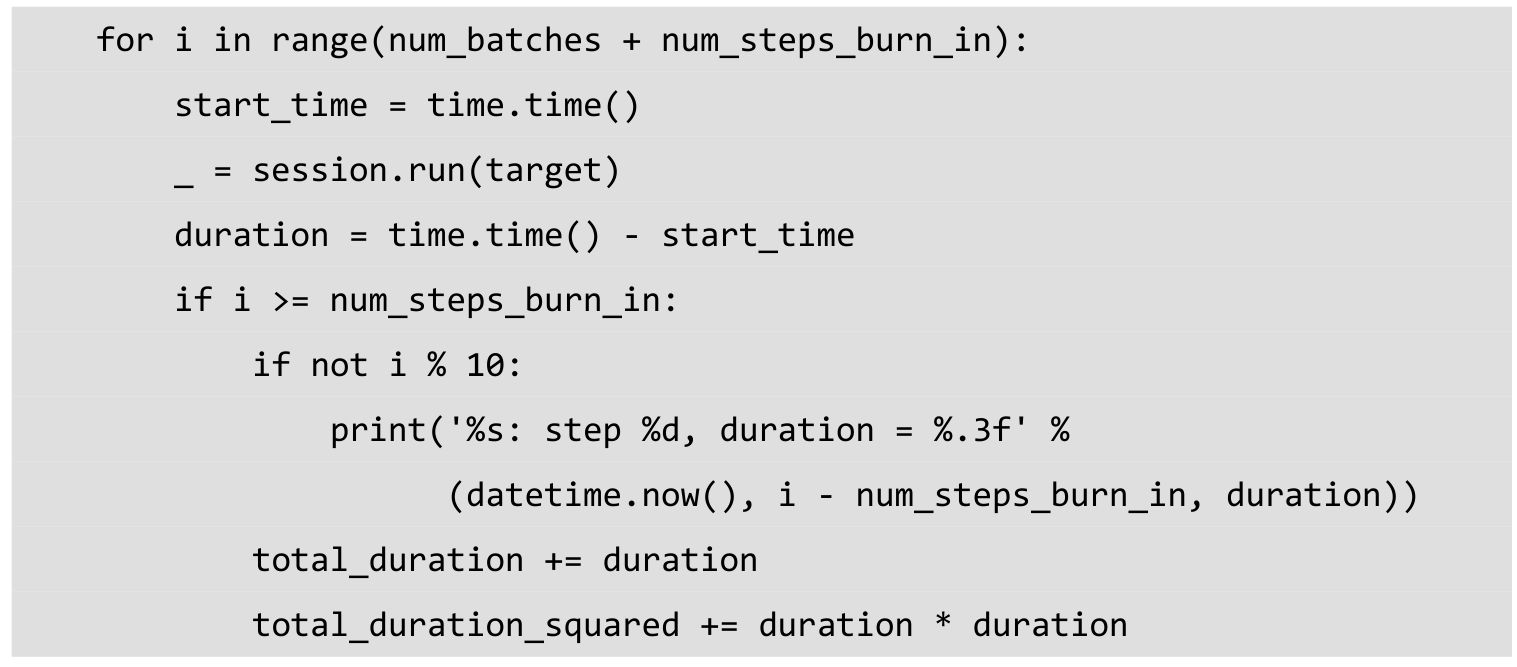 for i in range(num_batches + num_steps_burn_in):
    start_time = time.time()
    _ = session.run(target)
    duration = time.time() - start_time
    if i >= num_steps_burn_in:
        if not i % 10:
            print('%s: step %d, duration = %.3f' %
                  (datetime.now(), i - num_steps_burn_in, duration))
        total_duration += duration
        total_duration_squared += duration * duration